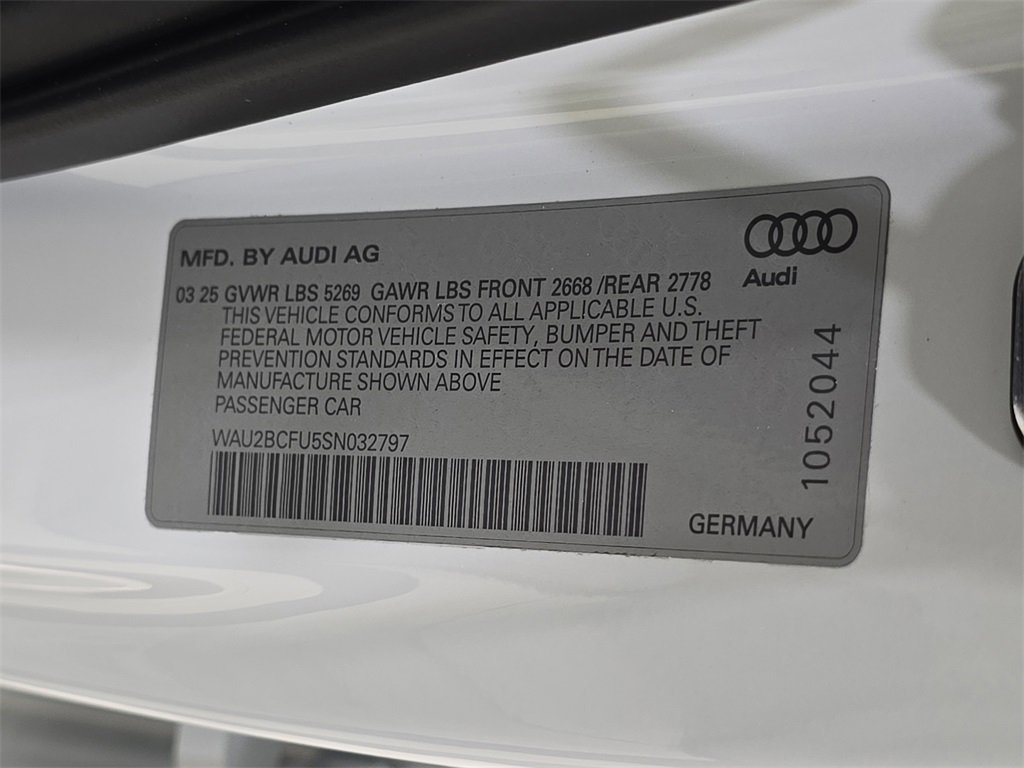 MFD. BY AUDI AG
Audi
03 25 GVWR LBS 5269 GAWR LBS FRONT 2668 /REAR 2778
THIS VEHICLE CONFORMS TO ALL APPLICABLE U.S.
FEDERAL MOTOR VEHICLE SAFETY, BUMPER AND THEFT
PREVENTION STANDARDS IN EFFECT ON THE DATE OF
MANUFACTURE SHOWN ABOVE
PASSENGER CAR
WAU2BCFU5SN032797
1052044
GERMANY